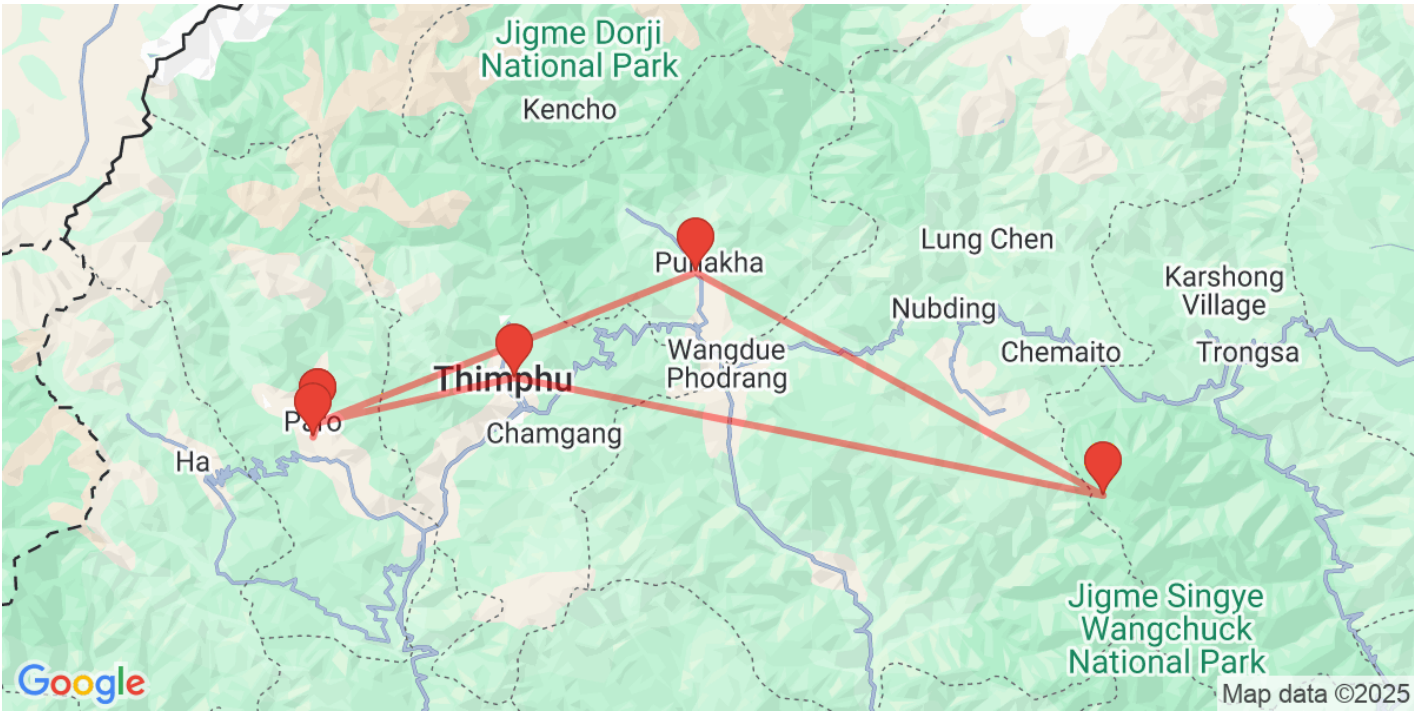 Jigme Dorji
National Park
Kencho
Punakha
Lung Chen
Karshong
Village
Nubding
Wangdue
Phodrang
Chemaito
Trongsa
Thimphu
Paro
Chamgang
Ha
Jigme Singye
Wangchuck
National Park
Google
Map data ©2025